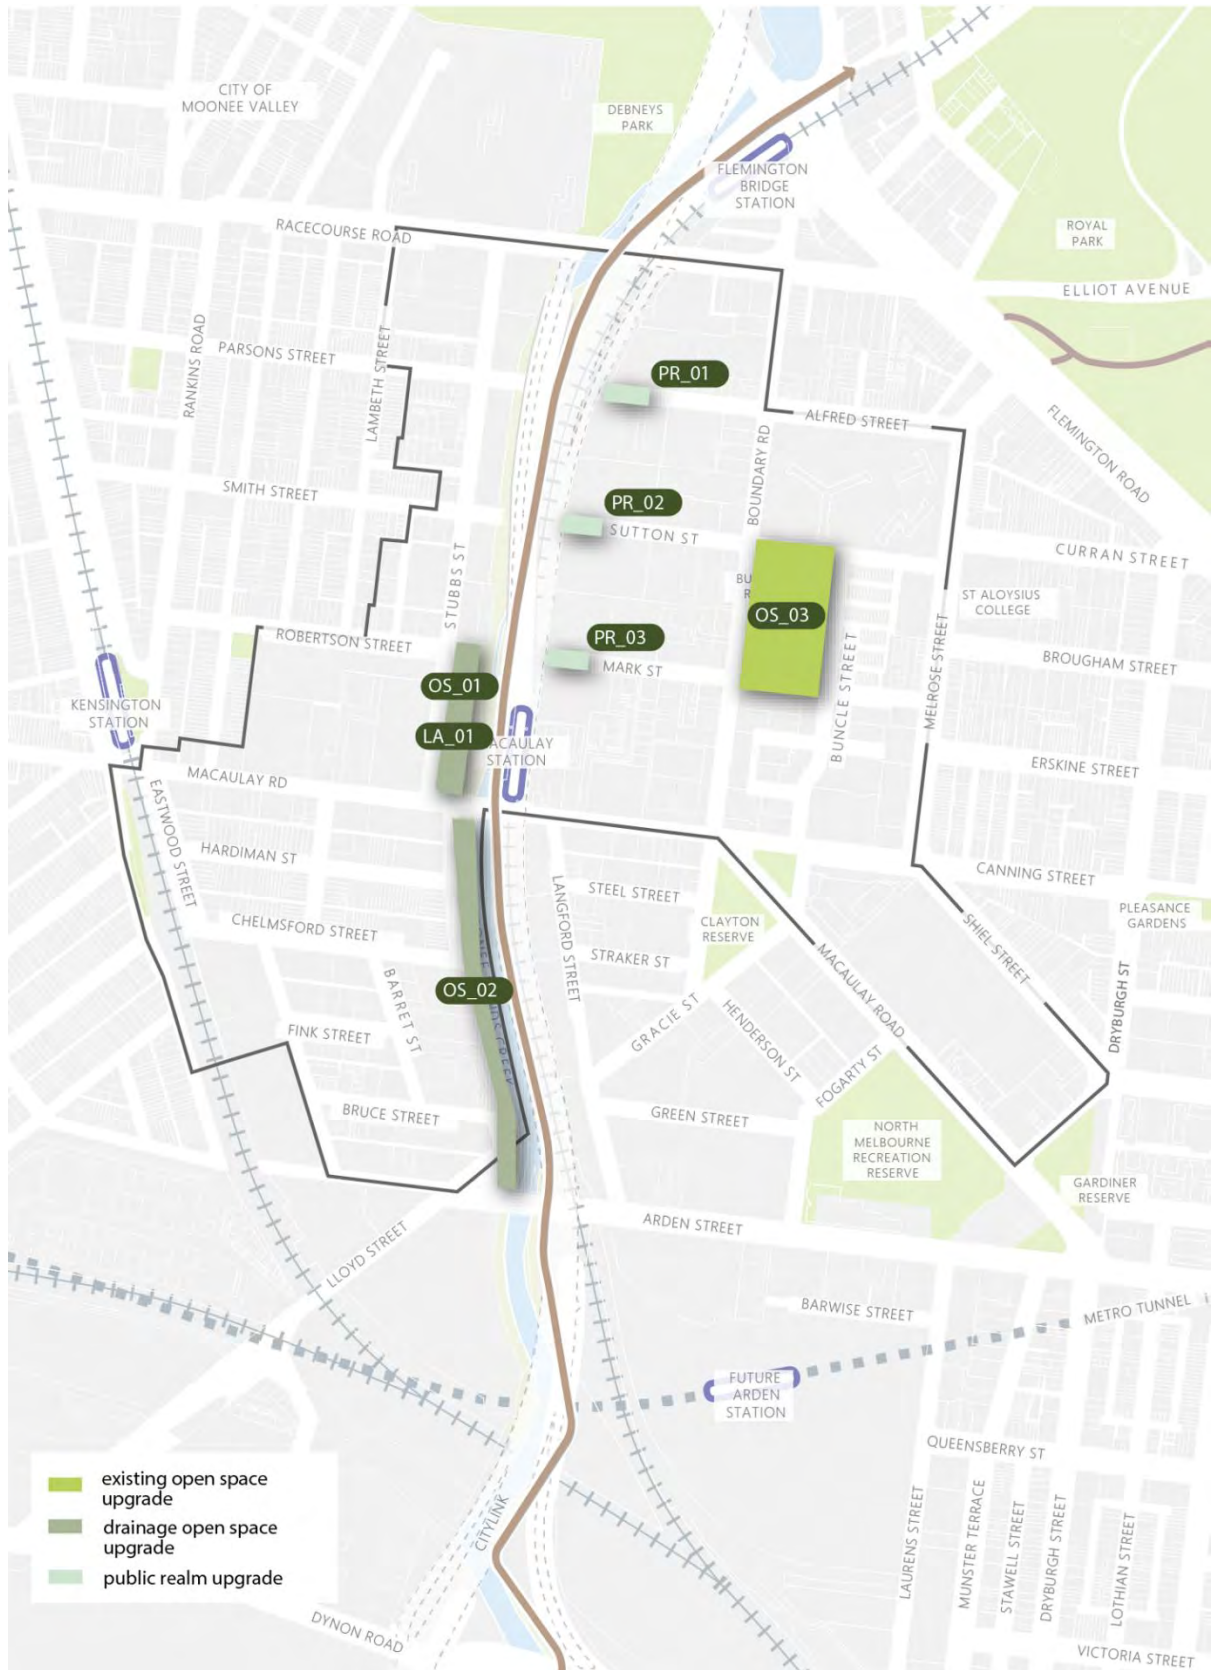 CITY OF
MOONEE VALLEY
DEBNEYS
PARK
FLEMINGTON
BRIDGE
STATION
RACECOURSE ROAD
ROYAL
PARK
ELLIOT AVENUE
RANKINS ROAD
PARSONS STREET
LAMBETH STREET
PR_01
ALFRED STREET
FLEMINGTON ROAD
BOUNDARY RD
SMITH STREET
PR_02
SUTTON ST
CURRAN STREET
STUBBS ST
ST ALOYSIUS
COLLEGE
OS_03
ROBERTSON STREET
PR_03
MARK ST
BUNCLE STREET
MELROSE STREET
BROUGHAM STREET
OS_01
KENSINGTON
STATION
LA_01
ACAULAY
STATION
ERSKINE STREET
MACAULAY RD
EASTWOOD STREET
HARDIMAN ST
LANGFORD STREET
STEEL STREET
CANNING STREET
CHELMSFORD STREET
CLAYTON
RESERVE
PLEASANCE
GARDENS
SHIEL STREET
STRAKER ST
MACAULAY ROAD
BARRET ST
OS_02
CREEK
GRACIE ST
HENDERSON ST
DRYBURGH ST
FINK STREET
FOGARTY ST
BRUCE STREET
GREEN STREET
NORTH
MELBOURNE
RECREATION
RESERVE
GARDINER
RESERVE
ARDEN STREET
LLOYD STREET
BARWISE STREET
METRO TUNNEL
FUTURE
ARDEN
STATION
QUEENSBERRY ST
existing open space
upgrade
drainage open space
upgrade
public realm upgrade
CITYLINK
LAURENS STREET
MUNSTER TERRACE
STAWELL STREET
DRYBURGH STREET
LOTHIAN STREET
DYNON ROAD
VICTORIA STREET